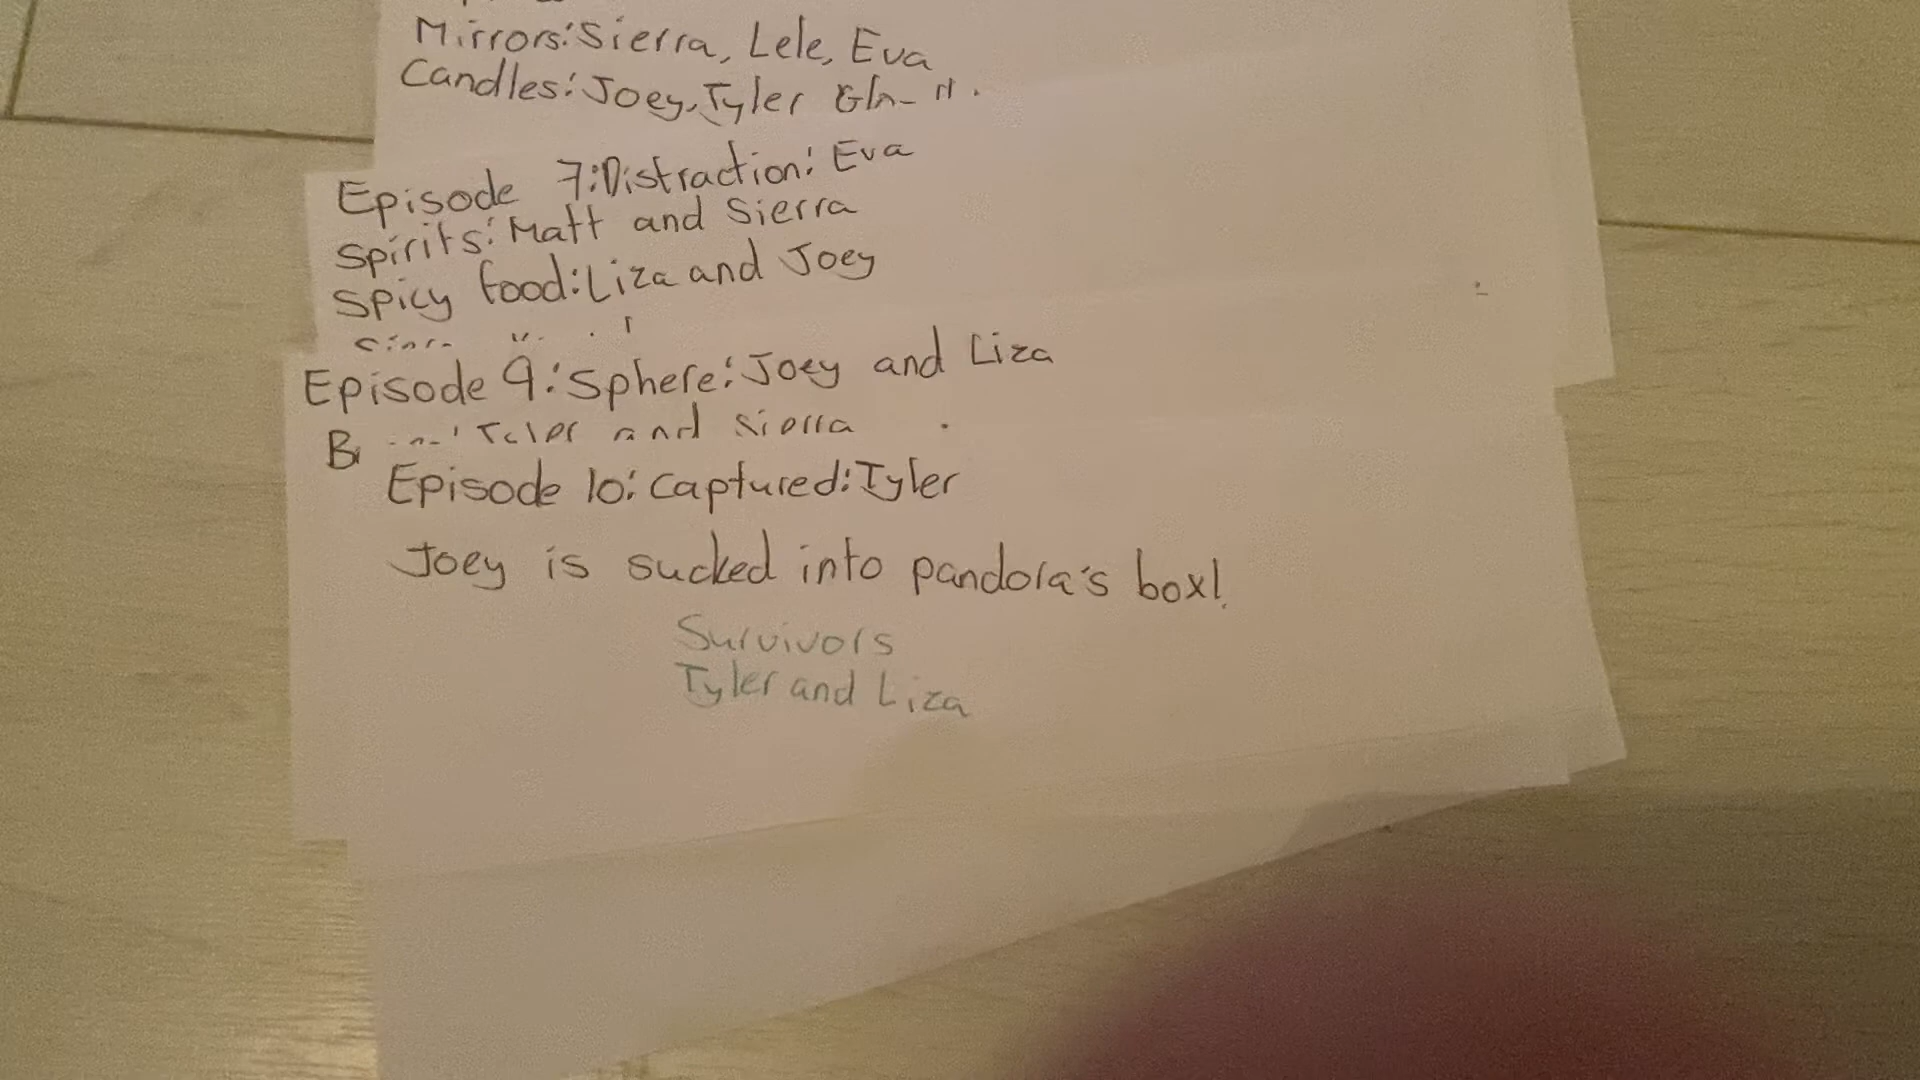 Mirrors:Sierra, Lele, Eva
Candles:Joey,Tyler
Episode 7:Distraction:Eva
Spirits:Matt and Sierra
Spicy food:Liza and Joey
Episode 9:Sphere:Joey and Liza
and Sierra
Episode 10:Captured:Tyler
Joey is sucked into pandora's box!
Survivors
Tyler and Liza